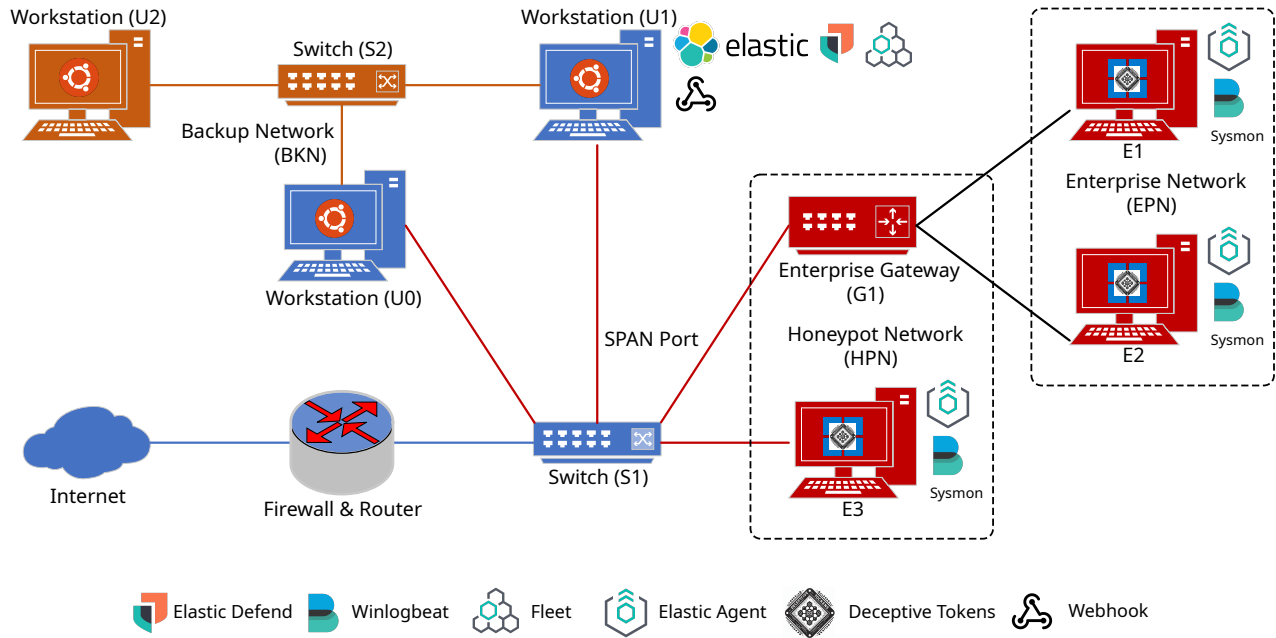 Workstation (U2)
Switch (S2)
Workstation (U1)
elastic
Backup Network
(BKN)
Workstation (U0)
Sysmon
E1
Enterprise Network
(EPN)
Enterprise Gateway
(G1)
Sysmon
E2
SPAN Port
Honeypot Network
(HPN)
Internet
Firewall & Router
Switch (S1)
Sysmon
E3
Elastic Defend
Winlogbeat
Fleet
Elastic Agent
Deceptive Tokens
Webhook